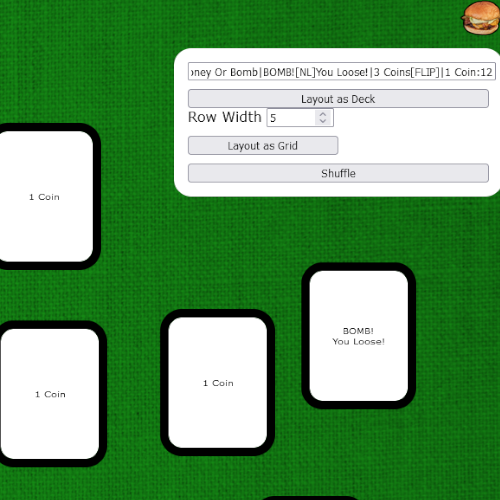 oney Or Bomb|BOMB![NL]You Loose!|3 Coins[FLIP]|1 Coin:12
Layout as Deck
Row Width 5
Layout as Grid
Shuffle
1 Coin
BOMB!
You Loose!
1 Coin
1 Coin